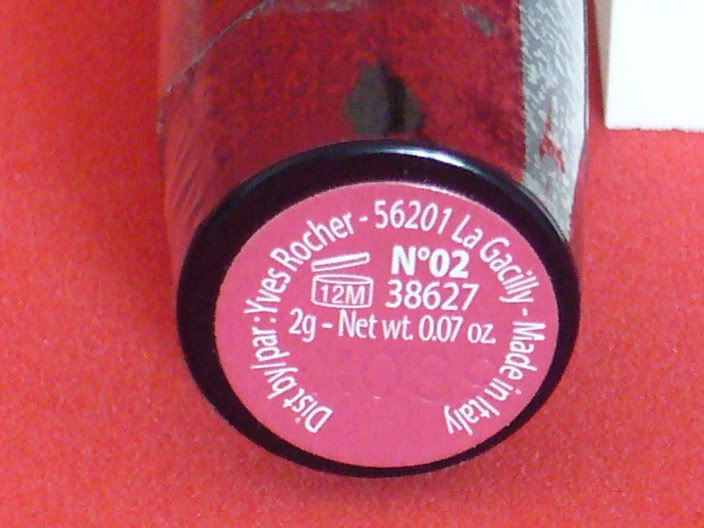 Dist by/par : Yves Rocher - 56201 La Gacilly - Made in Italy
N°02
12M 38627
2g - Net wt. 0.07 oz.